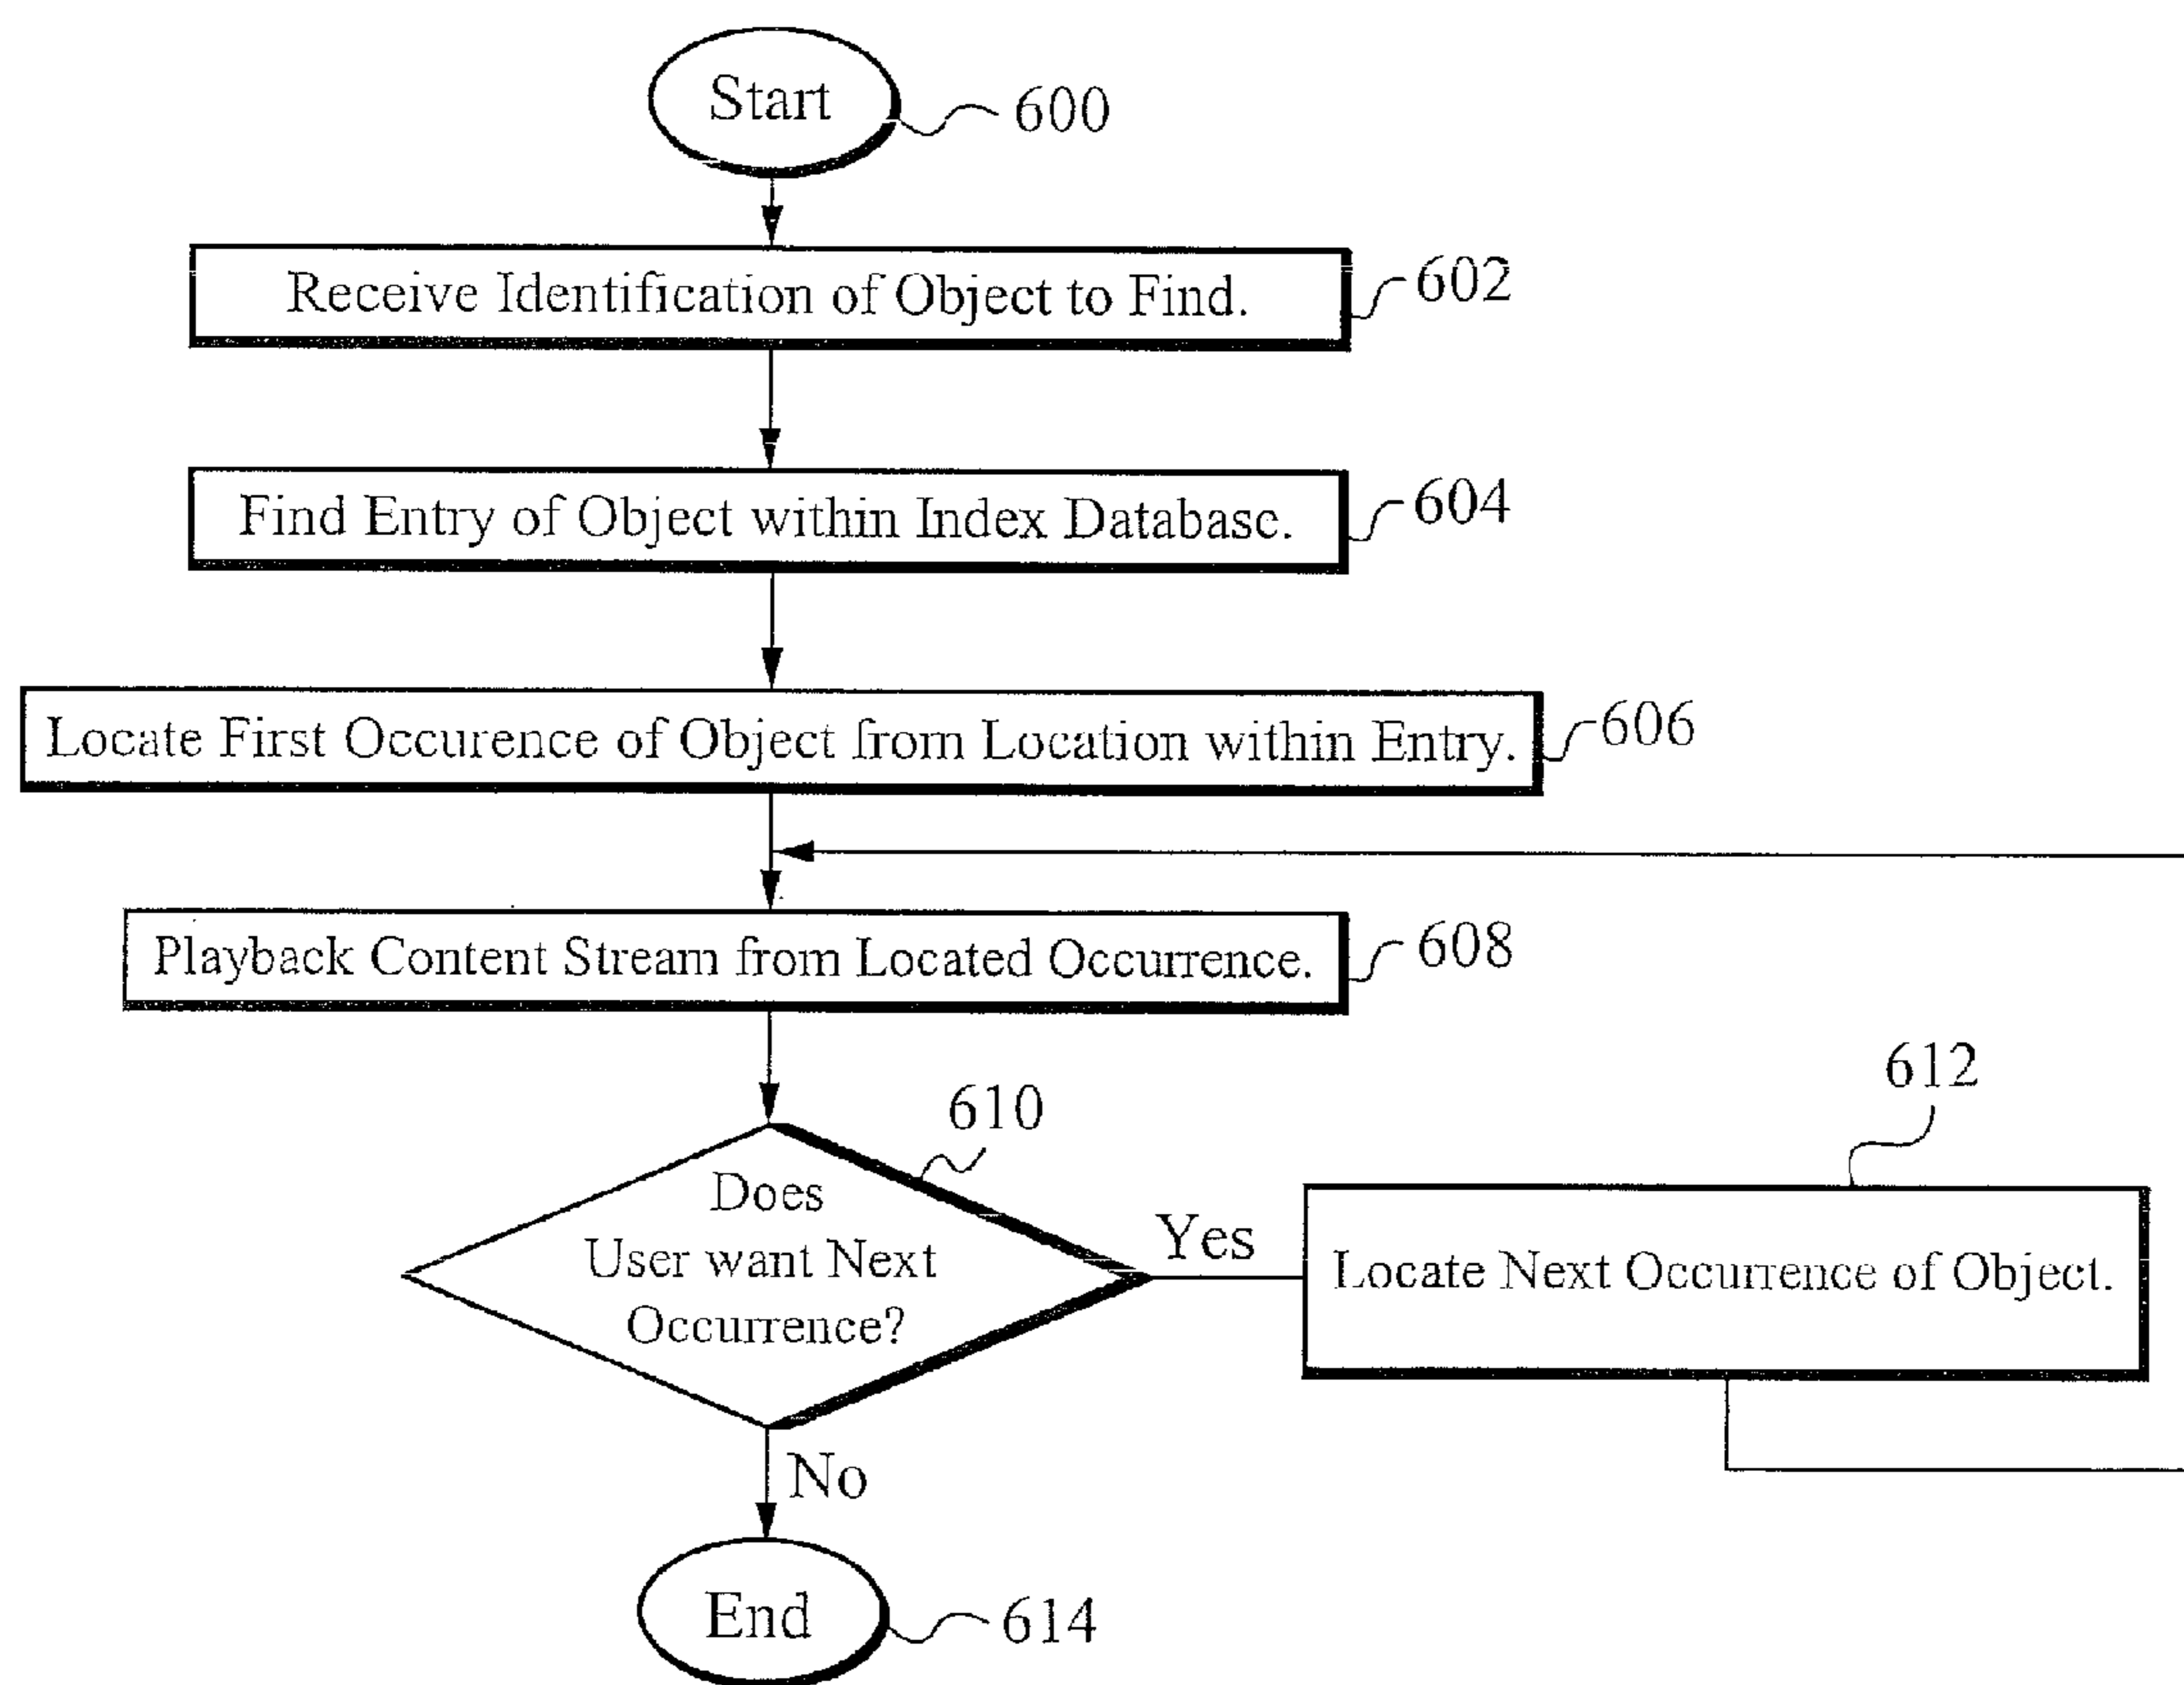 Start
600
Receive Identification of Object to Find.
602
Find Entry of Object within Index Database.
604
Locate First Occurence of Object from Location within Entry.
606
Playback Content Stream from Located Occurrence.
608
610
Does
User want Next
Occurrence?
Yes
612
Locate Next Occurrence of Object.
No
End
614